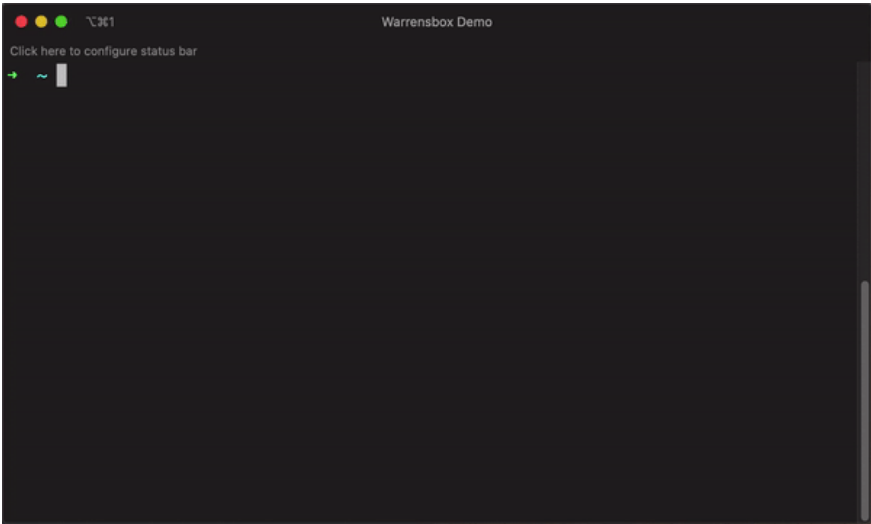 ⌥⌘1 Warrensbox Demo
Click here to configure status bar
➜ ~